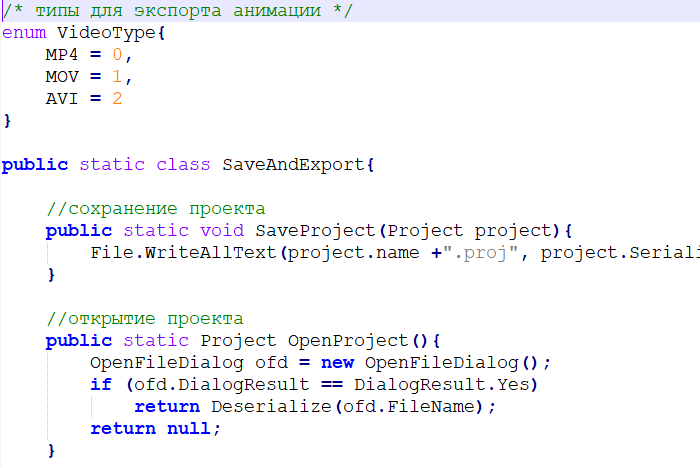 /* типы для экспорта анимации */
enum VideoType{
    MP4 = 0,
    MOV = 1,
    AVI = 2
}

public static class SaveAndExport{

    //сохранение проекта
    public static void SaveProject(Project project){
        File.WriteAllText(project.name +".proj", project.Seriali
    }

    //открытие проекта
    public static Project OpenProject(){
        OpenFileDialog ofd = new OpenFileDialog();
        if (ofd.DialogResult == DialogResult.Yes)
            return Deserialize(ofd.FileName);
        return null;
    }